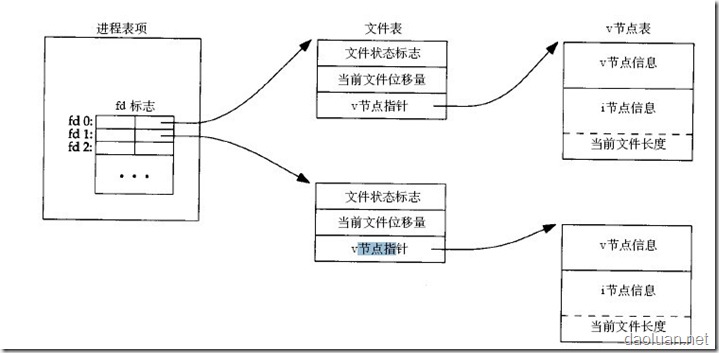 进程表项
fd 标志
fd 0:
fd 1:
fd 2:
文件表
文件状态标志
当前文件位移量
v节点指针
文件状态标志
当前文件位移量
v节点指针
v节点表
v节点信息
i节点信息
当前文件长度
v节点信息
i节点信息
当前文件长度
daoluan.net